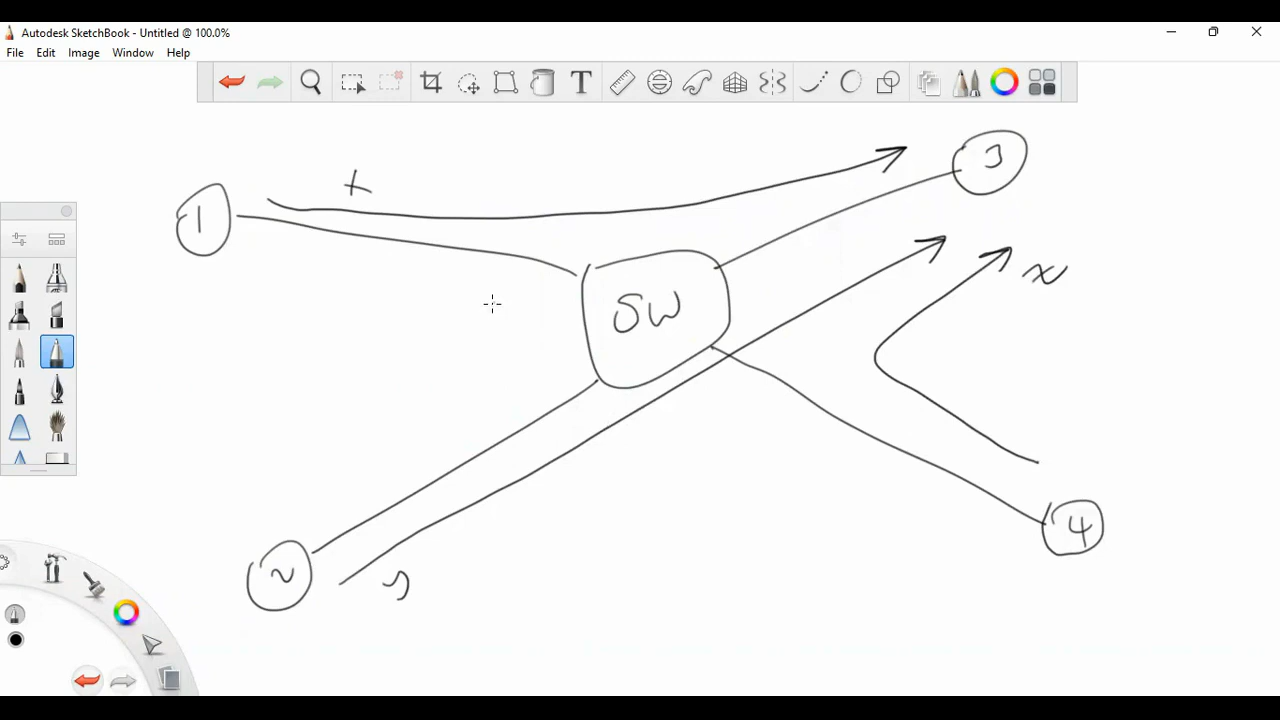 Autodesk SketchBook - Untitled @ 100.0%
File Edit Image Window Help
T
1
3
SW
2
4